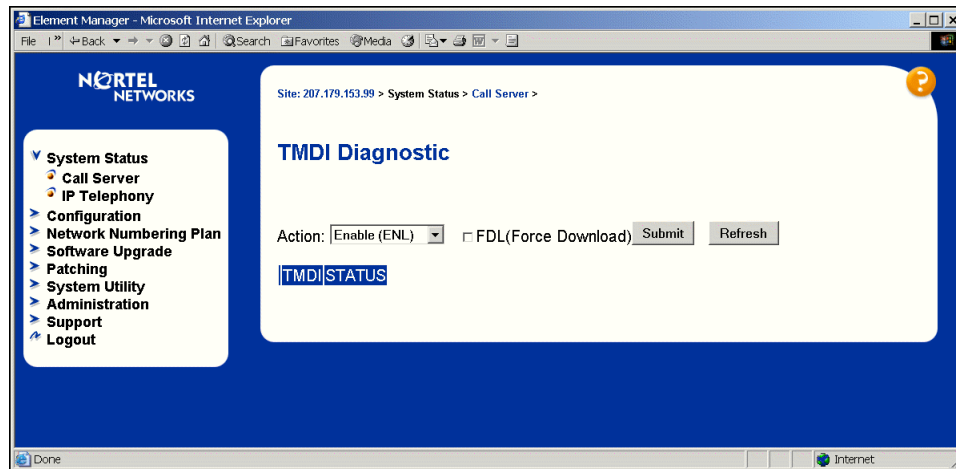 Element Manager - Microsoft Internet Explorer
File
Back
Search Favorites Media
NORTEL
NETWORKS
Site: 207.179.153.99 > System Status > Call Server >
?
System Status
Call Server
IP Telephony
Configuration
Network Numbering Plan
Software Upgrade
Patching
System Utility
Administration
Support
Logout
TMDI Diagnostic
Action: Enable (ENL) FDL(Force Download) Submit Refresh
TMDI STATUS
Done
Internet